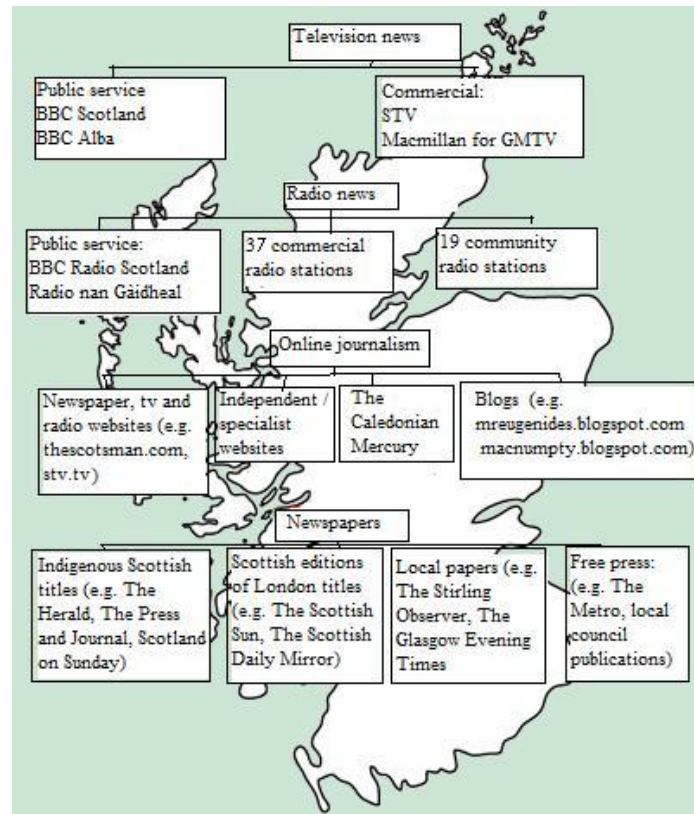 Television news
Public service
BBC Scotland
BBC Alba
Commercial:
STV
Macmillan for GMTV
Radio news
Public service:
BBC Radio Scotland
Radio nan Gàidheal
37 commercial
radio stations
19 community
radio stations
Online journalism
Newspaper, tv and
radio websites (e.g.
thescotsman.com,
stv.tv)
Independent /
specialist
websites
The
Caledonian
Mercury
Blogs (e.g.
mreugenides.blogspot.com
macnumpty.blogspot.com)
Newspapers
Indigenous Scottish
titles (e.g. The
Herald, The Press
and Journal, Scotland
on Sunday)
Scottish editions
of London titles
(e.g. The Scottish
Sun, The Scottish
Daily Mirror)
Local papers (e.g.
The Stirling
Observer, The
Glasgow Evening
Times
Free press:
(e.g. The
Metro, local
council
publications)